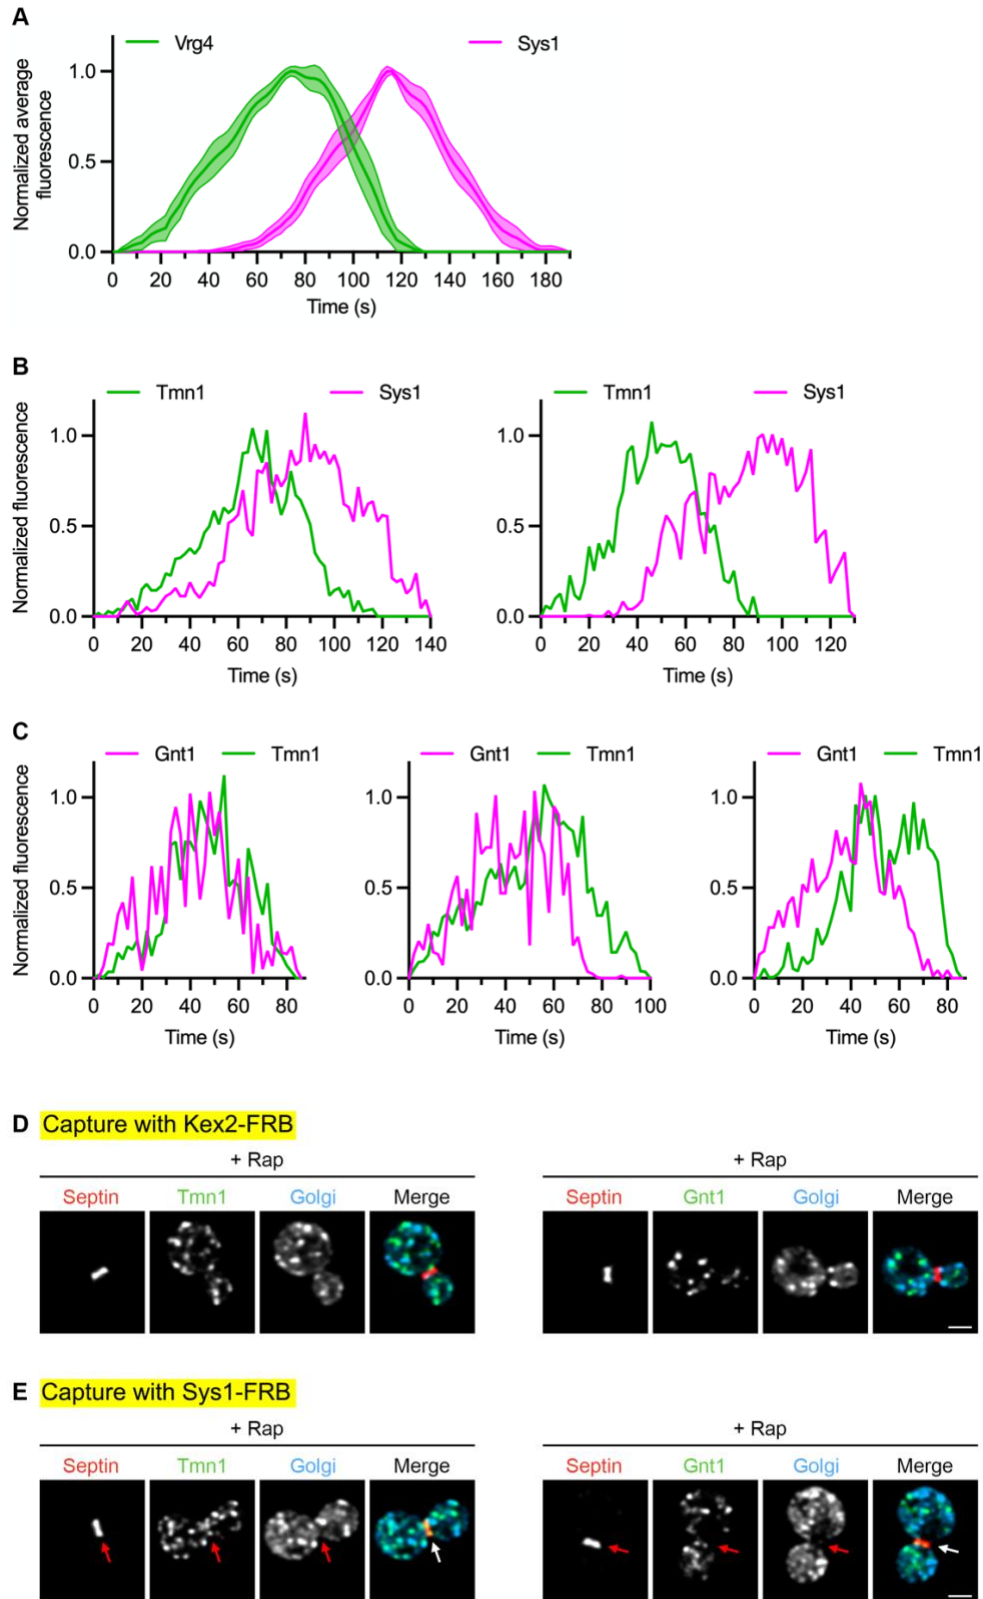 A
Vrg4 Sys1
Normalized average
fluorescence
1.0
0.5
0.0
0 20 40 60 80 100 120 140 160 180
Time (s)
B
Tmn1 Sys1 Tmn1 Sys1
Normalized fluorescence
1.0 1.0
0.5 0.5
0.0 0.0
0 20 40 60 80 100 120 140 0 20 40 60 80 100 120
Time (s) Time (s)
C
Gnt1 Tmn1 Gnt1 Tmn1 Gnt1 Tmn1
Normalized fluorescence
1.0 1.0 1.0
0.5 0.5 0.5
0.0 0.0 0.0
0 20 40 60 80 0 20 40 60 80 100 0 20 40 60 80
Time (s) Time (s) Time (s)
D Capture with Kex2-FRB
+ Rap + Rap
Septin Tmn1 Golgi Merge Septin Gnt1 Golgi Merge
E Capture with Sys1-FRB
+ Rap + Rap
Septin Tmn1 Golgi Merge Septin Gnt1 Golgi Merge